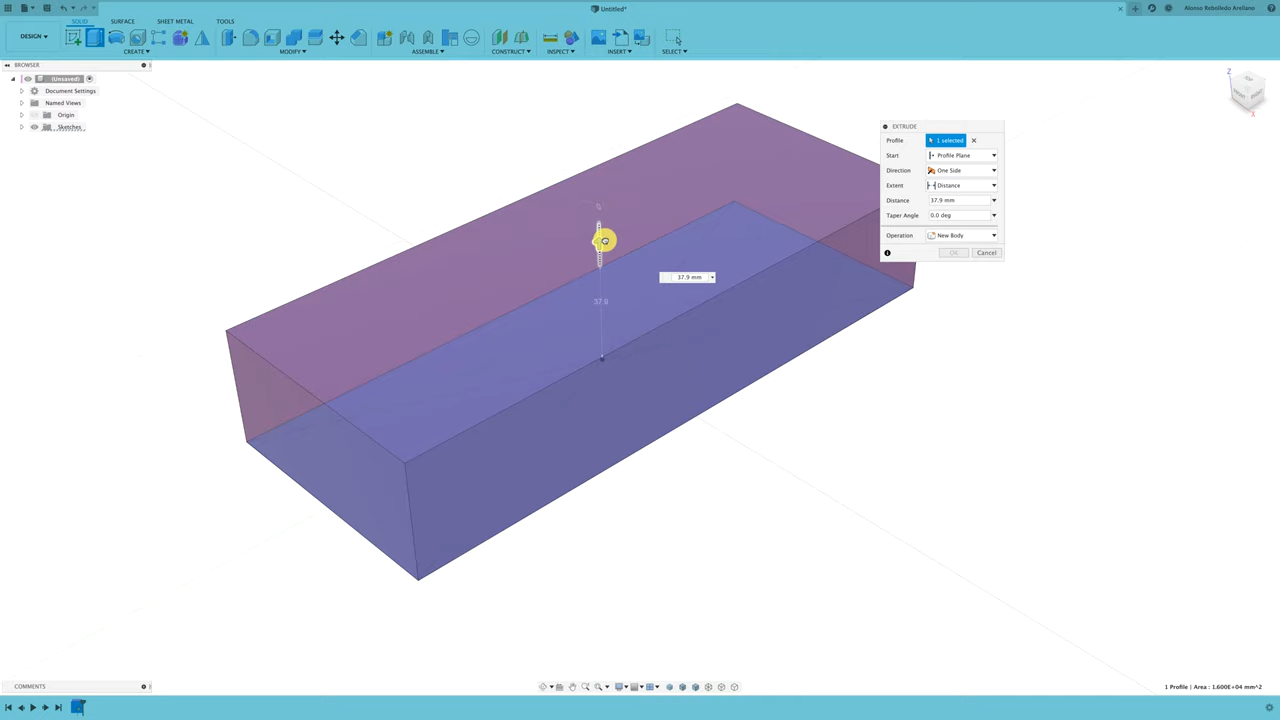 Untitled*
Alonso Rebolledo Arellano
DESIGN
SOLID SURFACE SHEET METAL TOOLS
CREATE MODIFY ASSEMBLE CONSTRUCT INSPECT INSERT SELECT
BROWSER
(Unsaved)
Document Settings
Named Views
Origin
Sketches
Z
TOP
FRONT
RIGHT
X
EXTRUDE
Profile 1 selected
Start Profile Plane
Direction One Side
Extent Distance
Distance 37.9 mm
Taper Angle 0.0 deg
Operation New Body
OK Cancel
37.9 mm
37.9
COMMENTS
1 Profile | Area : 1.600E+04 mm^2